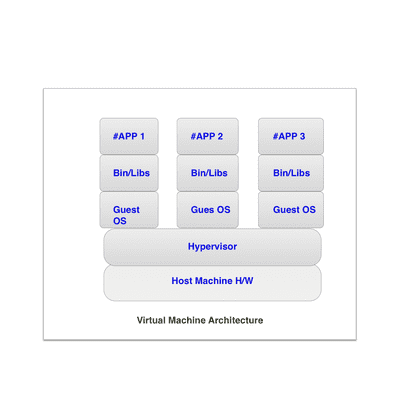 #APP 1 #APP 2 #APP 3
Bin/Libs Bin/Libs Bin/Libs
Guest OS Gues OS Guest OS
Hypervisor
Host Machine H/W
Virtual Machine Architecture